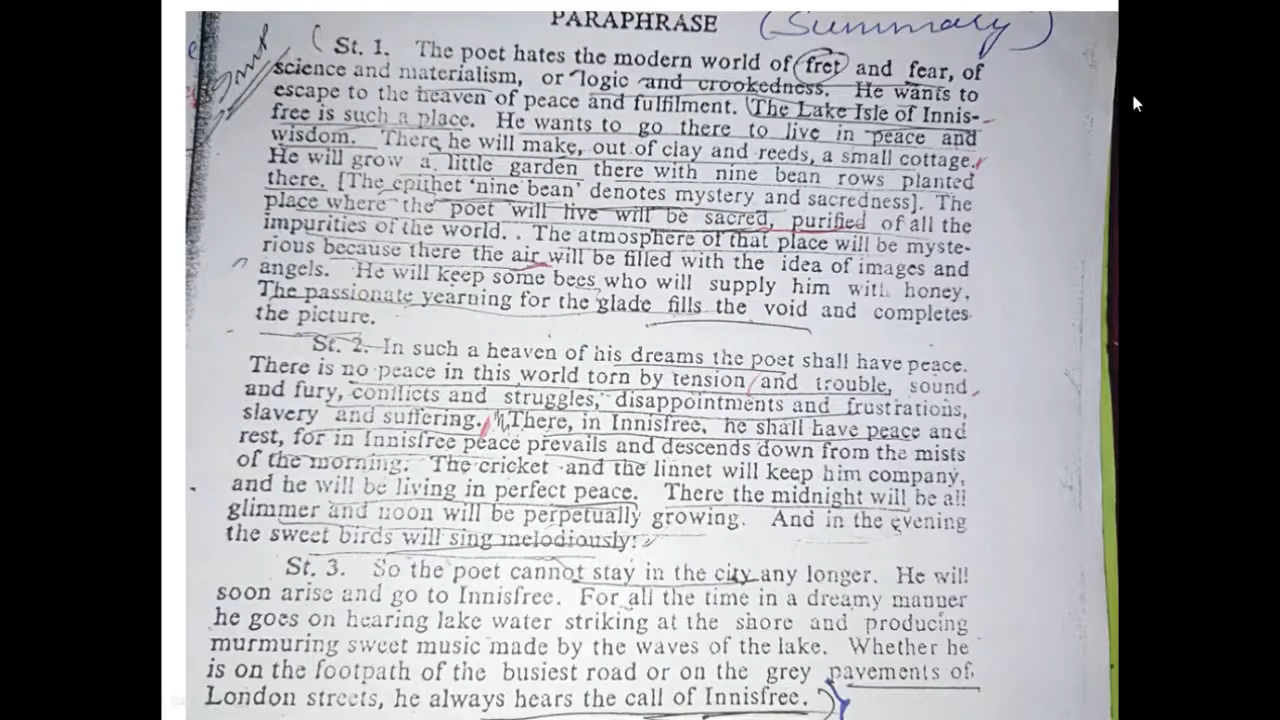 PARAPHRASE (Summary)
( St. 1. The poet hates the modern world of fret and fear, of
science and materialism, or logic and crookedness. He wants to
escape to the heaven of peace and fulfilment. (The Lake Isle of Innis-
free is such a place. He wants to go there to live in peace and
wisdom. There he will make, out of clay and reeds, a small cottage.
He will grow a little garden there with nine bean rows planted
there. [The epithet 'nine bean' denotes mystery and sacredness]. The
place where the poet will live will be sacred, purified of all the
impurities of the world. . The atmosphere of that place will be myste-
rious because there the air will be filled with the idea of images and
angels. He will keep some bees who will supply him with honey.
The passionate yearning for the glade fills the void and completes
the picture.
St. 2. In such a heaven of his dreams the poet shall have peace.
There is no peace in this world torn by tension and trouble, sound
and fury, conflicts and struggles, disappointments and frustrations,
slavery and suffering. There, in Innisfree, he shall have peace and
rest, for in Innisfree peace prevails and descends down from the mists
of the morning. The cricket and the linnet will keep him company,
and he will be living in perfect peace. There the midnight will be all
glimmer and noon will be perpetually growing. And in the evening
the sweet birds will sing melodiously.
St. 3. So the poet cannot stay in the city any longer. He will
soon arise and go to Innisfree. For all the time in a dreamy manner
he goes on hearing lake water striking at the shore and producing
murmuring sweet music made by the waves of the lake. Whether he
is on the footpath of the busiest road or on the grey pavements of
London streets, he always hears the call of Innisfree. )